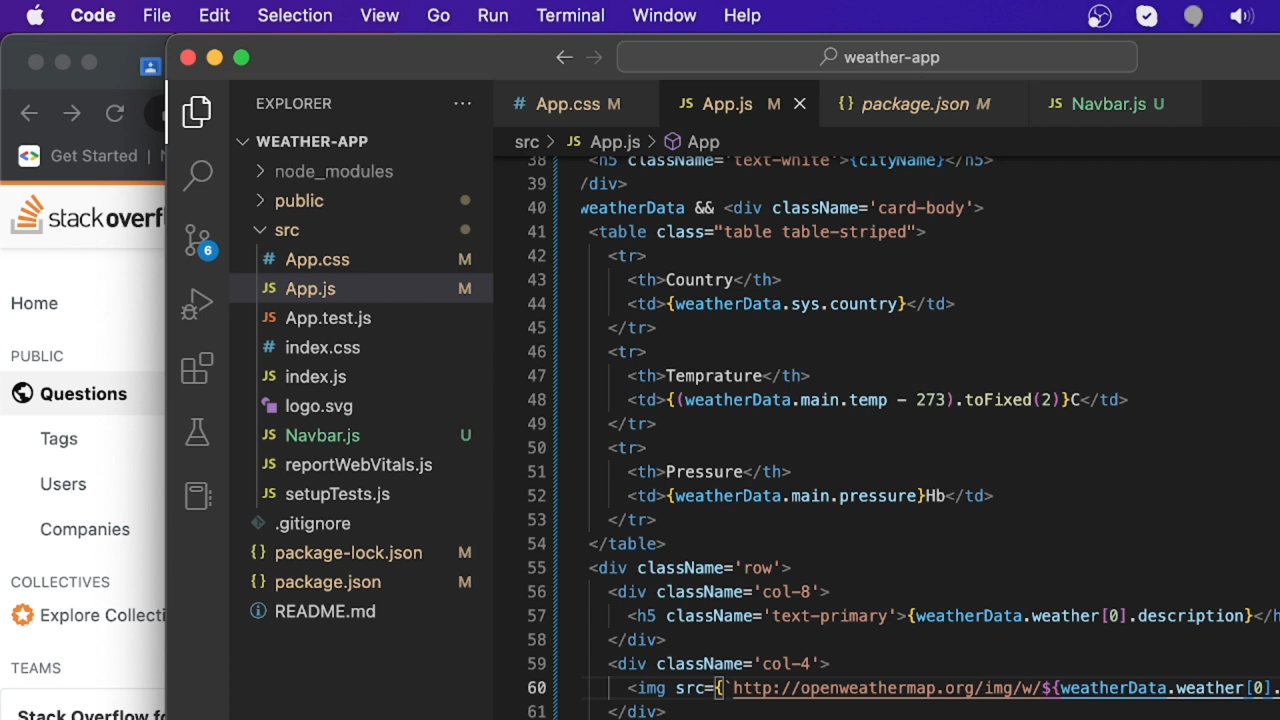 Code File Edit Selection View Go Run Terminal Window Help
weather-app
EXPLORER
App.css M
App.js M
package.json M
Navbar.js U
WEATHER-APP
src > App.js > App
node_modules
public
src
App.css M
App.js M
App.test.js
index.css
index.js
logo.svg
Navbar.js U
reportWebVitals.js
setupTests.js
.gitignore
package-lock.json M
package.json M
README.md
6
Get Started
stack overfl
Home
PUBLIC
Questions
Tags
Users
Companies
COLLECTIVES
Explore Collecti
TEAMS
Stack Overflow fo
38 <h5 className='text-white'>{cityName}</h5>
39 /div>
40 weatherData && <div className='card-body'>
41 <table class="table table-striped">
42 <tr>
43 <th>Country</th>
44 <td>{weatherData.sys.country}</td>
45 </tr>
46 <tr>
47 <th>Temprature</th>
48 <td>{(weatherData.main.temp - 273).toFixed(2)}C</td>
49 </tr>
50 <tr>
51 <th>Pressure</th>
52 <td>{weatherData.main.pressure}Hb</td>
53 </tr>
54 </table>
55 <div className='row'>
56 <div className='col-8'>
57 <h5 className='text-primary'>{weatherData.weather[0].description}</h
58 </div>
59 <div className='col-4'>
60 <img src={`http://openweathermap.org/img/w/${weatherData.weather[0].
61 </div>